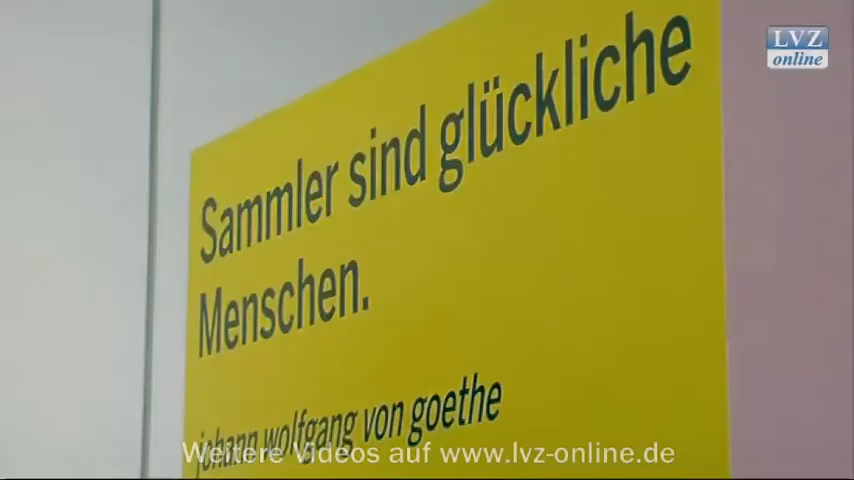 LVZ
online
Sammler sind glückliche
Menschen.
johann wolfgang von goethe
Weitere Videos auf www.lvz-online.de